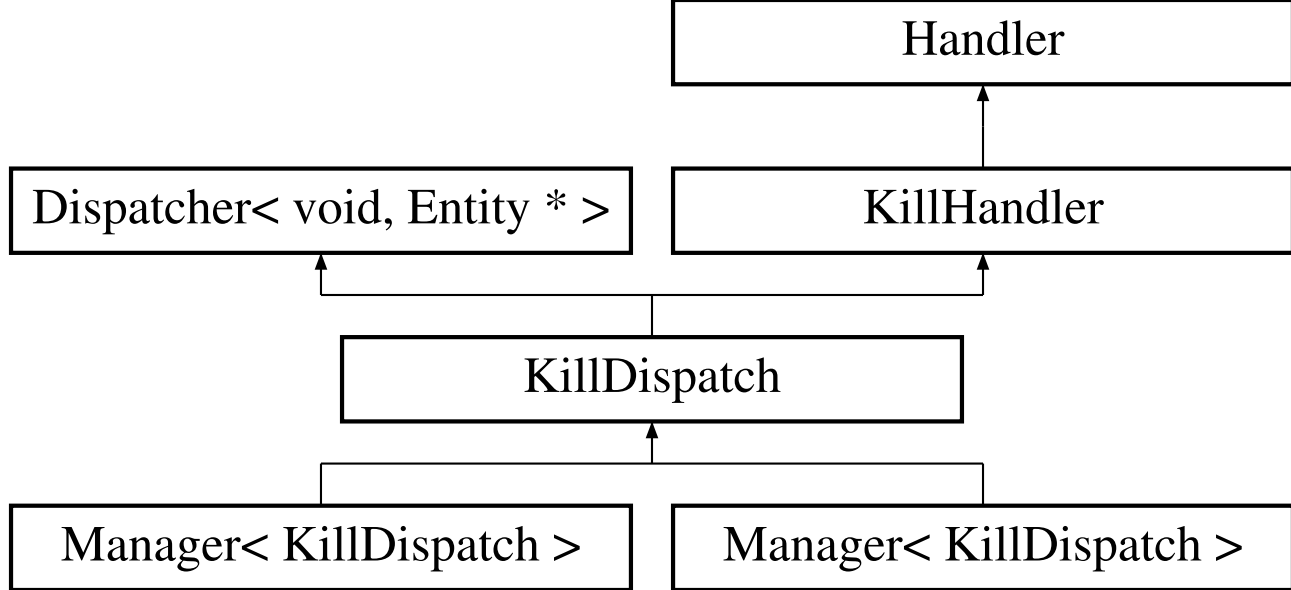 Handler
Dispatcher< void, Entity * >
KillHandler
KillDispatch
Manager< KillDispatch >
Manager< KillDispatch >